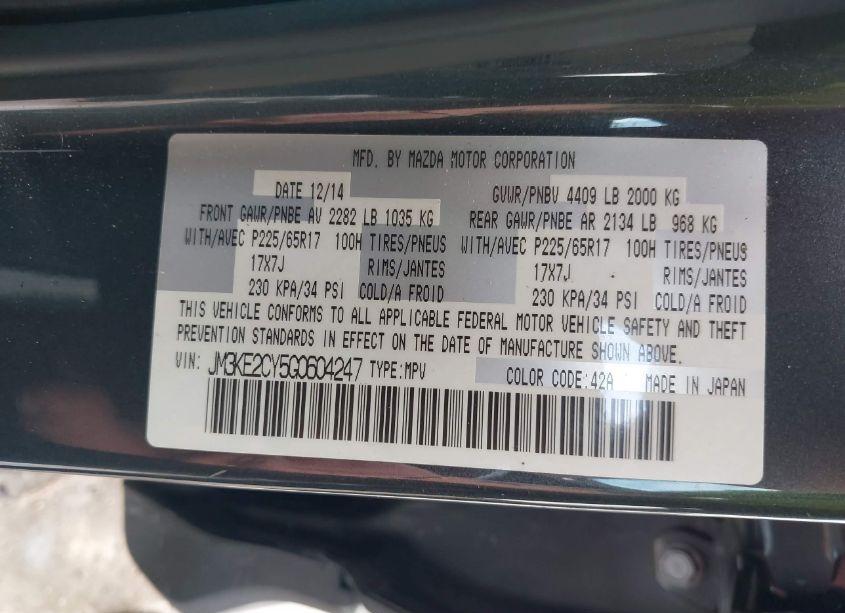 MFD. BY MAZDA MOTOR CORPORATION
DATE 12/14 GVWR/PNBV 4409 LB 2000 KG
FRONT GAWR/PNBE AV 2282 LB 1035 KG REAR GAWR/PNBE AR 2134 LB 968 KG
WITH/AVEC P225/65R17 100H TIRES/PNEUS WITH/AVEC P225/65R17 100H TIRES/PNEUS
17X7J RIMS/JANTES 17X7J RIMS/JANTES
230 KPA/34 PSI COLD/A FROID 230 KPA/34 PSI COLD/A FROID
THIS VEHICLE CONFORMS TO ALL APPLICABLE FEDERAL MOTOR VEHICLE SAFETY AND THEFT
PREVENTION STANDARDS IN EFFECT ON THE DATE OF MANUFACTURE SHOWN ABOVE.
VIN: JM3KE2CY5G0604247 TYPE:MPV COLOR CODE:42A MADE IN JAPAN